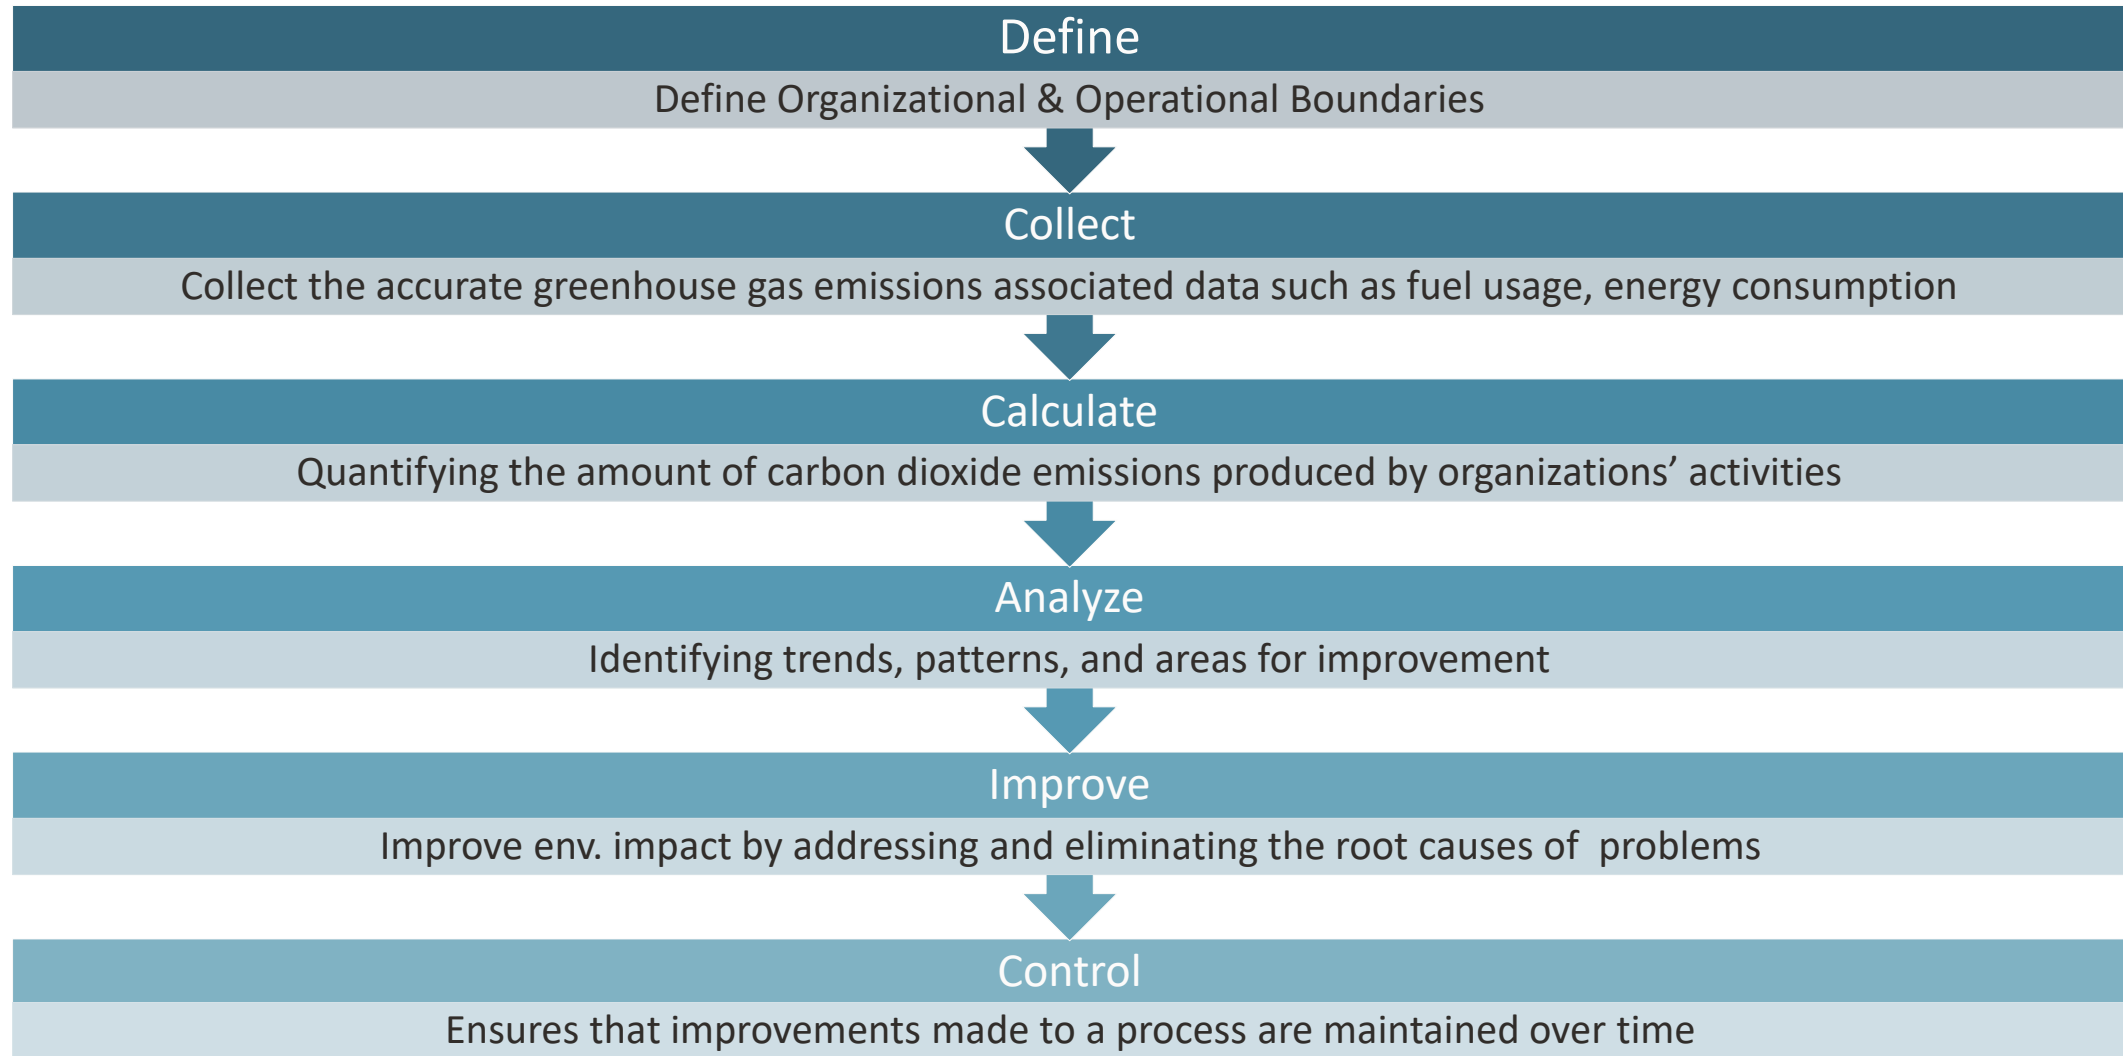 Define
Define Organizational & Operational Boundaries
Collect
Collect the accurate greenhouse gas emissions associated data such as fuel usage, energy consumption
Calculate
Quantifying the amount of carbon dioxide emissions produced by organizations’ activities
Analyze
Identifying trends, patterns, and areas for improvement
Improve
Improve env. impact by addressing and eliminating the root causes of  problems
Control
Ensures that improvements made to a process are maintained over time